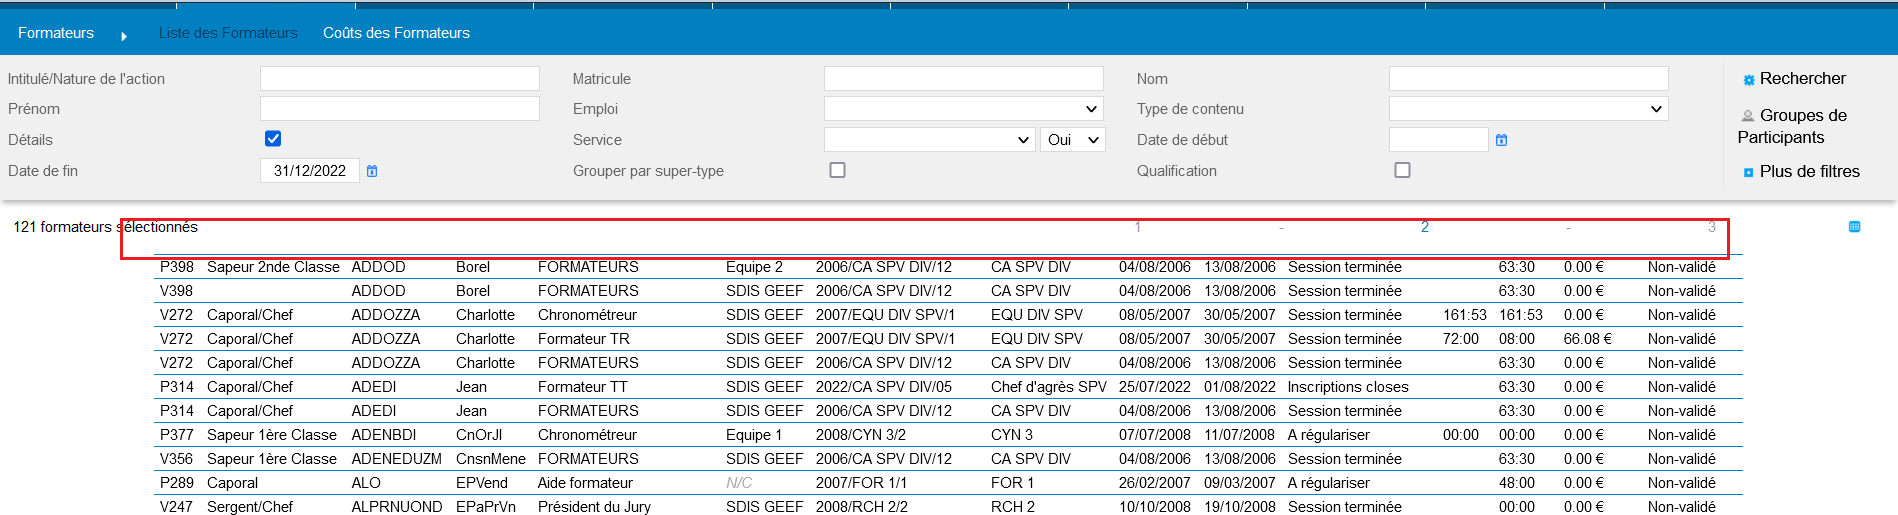 Formateurs Liste des Formateurs Coûts des Formateurs
Intitulé/Nature de l'action Matricule Nom Rechercher
Prénom Emploi Type de contenu Groupes de
Participants
Détails Service Oui Date de début
Date de fin 31/12/2022 Grouper par super-type Qualification Plus de filtres
121 formateurs sélectionnés 1 - 2 - 3
P398 Sapeur 2nde Classe ADDOD Borel FORMATEURS Equipe 2 2006/CA SPV DIV/12 CA SPV DIV 04/08/2006 13/08/2006 Session terminée 63:30 0.00 € Non-validé
V398 ADDOD Borel FORMATEURS SDIS GEEF 2006/CA SPV DIV/12 CA SPV DIV 04/08/2006 13/08/2006 Session terminée 63:30 0.00 € Non-validé
V272 Caporal/Chef ADDOZZA Charlotte Chronométreur SDIS GEEF 2007/EQU DIV SPV/1 EQU DIV SPV 08/05/2007 30/05/2007 Session terminée 161:53 161:53 0.00 € Non-validé
V272 Caporal/Chef ADDOZZA Charlotte Formateur TR SDIS GEEF 2007/EQU DIV SPV/1 EQU DIV SPV 08/05/2007 30/05/2007 Session terminée 72:00 08:00 66.08 € Non-validé
V272 Caporal/Chef ADDOZZA Charlotte FORMATEURS SDIS GEEF 2006/CA SPV DIV/12 CA SPV DIV 04/08/2006 13/08/2006 Session terminée 63:30 0.00 € Non-validé
P314 Caporal/Chef ADEDI Jean Formateur TT SDIS GEEF 2022/CA SPV DIV/05 Chef d'agrès SPV 25/07/2022 01/08/2022 Inscriptions closes 63:30 0.00 € Non-validé
P314 Caporal/Chef ADEDI Jean FORMATEURS SDIS GEEF 2006/CA SPV DIV/12 CA SPV DIV 04/08/2006 13/08/2006 Session terminée 63:30 0.00 € Non-validé
P377 Sapeur 1ère Classe ADENBDI CnOrJl Chronométreur Equipe 1 2008/CYN 3/2 CYN 3 07/07/2008 11/07/2008 A régulariser 00:00 00:00 0.00 € Non-validé
V356 Sapeur 1ère Classe ADENEDUZM CnsnMene FORMATEURS SDIS GEEF 2006/CA SPV DIV/12 CA SPV DIV 04/08/2006 13/08/2006 Session terminée 63:30 0.00 € Non-validé
P289 Caporal ALO EPVend Aide formateur N/C 2007/FOR 1/1 FOR 1 26/02/2007 09/03/2007 A régulariser 48:00 0.00 € Non-validé
V247 Sergent/Chef ALPRNUOND EPaPrVn Président du Jury SDIS GEEF 2008/RCH 2/2 RCH 2 10/10/2008 19/10/2008 Session terminée 00:00 0.00 € Non-validé